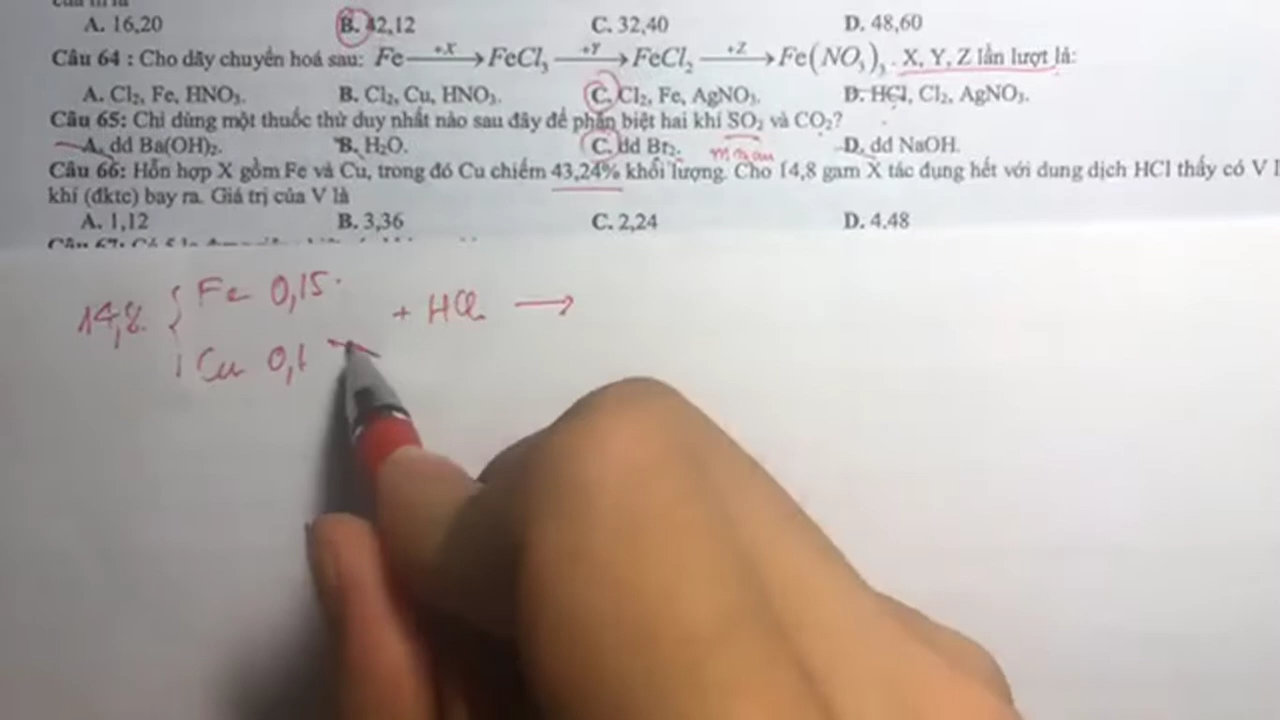 A. 16,20 B. 42,12 C. 32,40 D. 48,60
Câu 64 : Cho dãy chuyển hoá sau: Fe +X → FeCl₃ +Y → FeCl₂ +Z → Fe(NO₃)₃ . X, Y, Z lần lượt là:
A. Cl₂, Fe, HNO₃. B. Cl₂, Cu, HNO₃. C. Cl₂, Fe, AgNO₃. D. HCl, Cl₂, AgNO₃.
Câu 65: Chỉ dùng một thuốc thử duy nhất nào sau đây để phân biệt hai khí SO₂ và CO₂?
A. dd Ba(OH)₂. B. H₂O. C. dd Br₂. D. dd NaOH.
Câu 66: Hỗn hợp X gồm Fe và Cu, trong đó Cu chiếm 43,24% khối lượng. Cho 14,8 gam X tác dụng hết với dung dịch HCl thấy có V
khí (đktc) bay ra. Giá trị của V là
A. 1,12 B. 3,36 C. 2,24 D. 4.48
14,8 { Fe 0,15 + HCl →
Cu 0,1